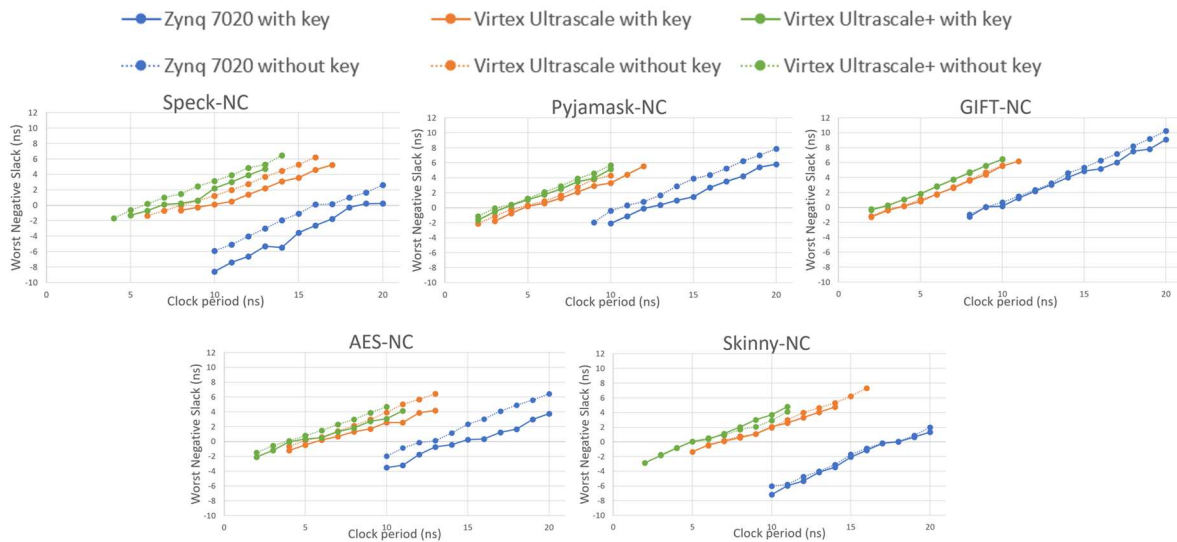 Zynq 7020 with key
Virtex Ultrascale with key
Virtex Ultrascale+ with key
Zynq 7020 without key
Virtex Ultrascale without key
Virtex Ultrascale+ without key
Speck-NC
Worst Negative Slack (ns)
12
10
8
6
4
2
0
-2
-4
-6
-8
-10
0 5 10 15 20
Clock period (ns)
Pyjamask-NC
Worst Negative Slack (ns)
12
10
8
6
4
2
0
-2
-4
-6
-8
-10
0 5 10 15 20
Clock period (ns)
GIFT-NC
Worst Negative Slack (ns)
12
10
8
6
4
2
0
-2
-4
-6
-8
-10
0 5 10 15 20
Clock period (ns)
AES-NC
Worst Negative Slack (ns)
12
10
8
6
4
2
0
-2
-4
-6
-8
-10
0 5 10 15 20
Clock period (ns)
Skinny-NC
Worst Negative Slack (ns)
12
10
8
6
4
2
0
-2
-4
-6
-8
-10
0 5 10 15 20
Clock period (ns)